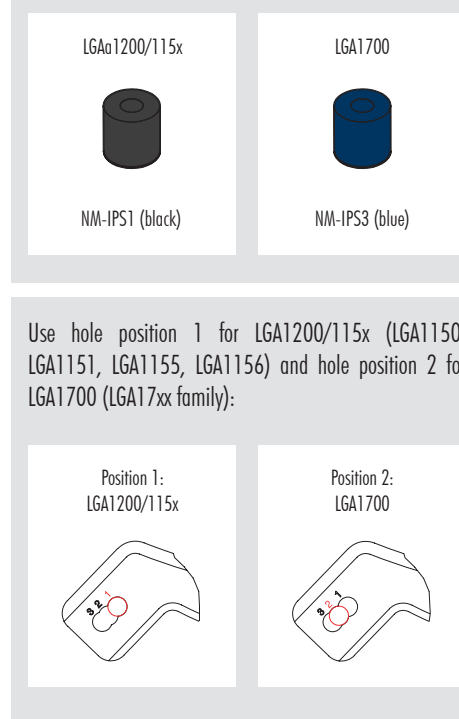 LGAa1200/115x
LGA1700
NM-IPS1 (black)
NM-IPS3 (blue)
Use hole position 1 for LGA1200/115x (LGA1150
LGA1151, LGA1155, LGA1156) and hole position 2 fo
LGA1700 (LGA17xx family):
Position 1:
LGA1200/115x
Position 2:
LGA1700
3 2 1
3 2 1